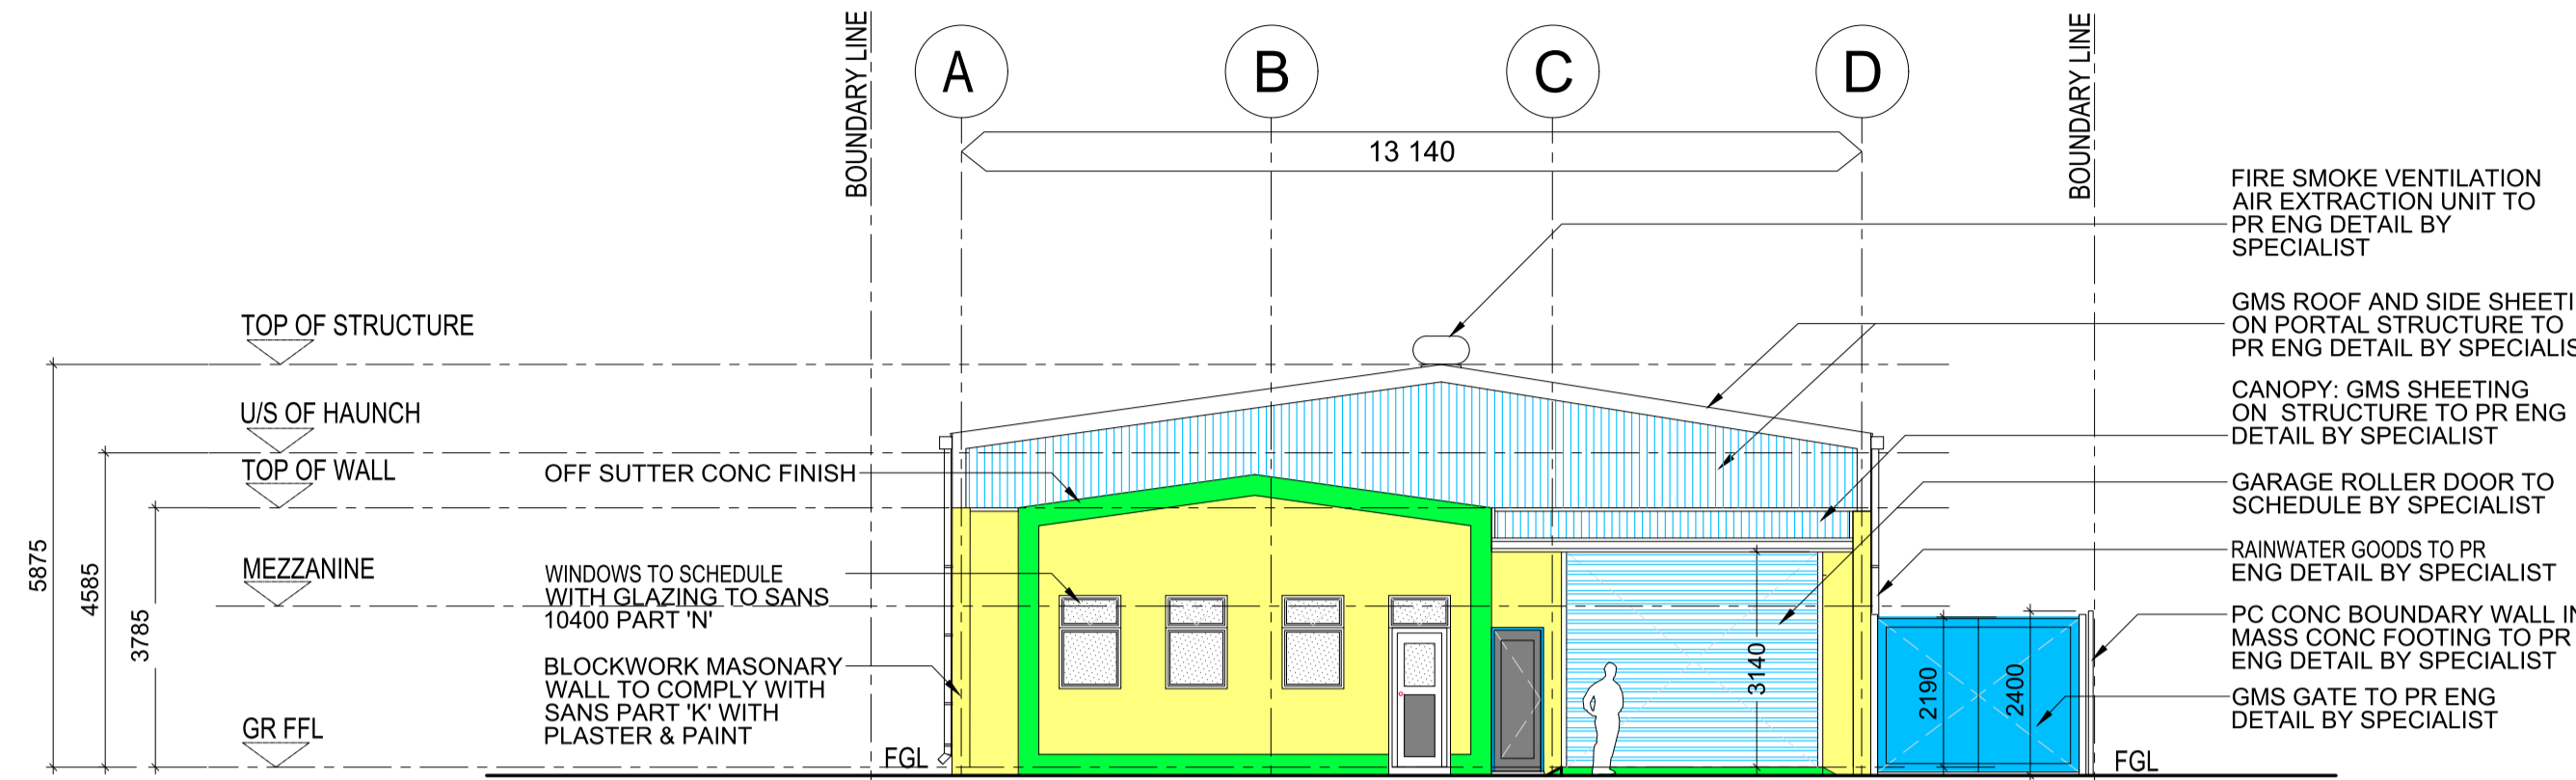 BOUNDARY LINE
A
B
C
D
BOUNDARY LINE
13 140
FIRE SMOKE VENTILATION
AIR EXTRACTION UNIT TO
PR ENG DETAIL BY
SPECIALIST
GMS ROOF AND SIDE SHEETI
ON PORTAL STRUCTURE TO
PR ENG DETAIL BY SPECIALIS
CANOPY: GMS SHEETING
ON STRUCTURE TO PR ENG
DETAIL BY SPECIALIST
GARAGE ROLLER DOOR TO
SCHEDULE BY SPECIALIST
RAINWATER GOODS TO PR
ENG DETAIL BY SPECIALIST
PC CONC BOUNDARY WALL IN
MASS CONC FOOTING TO PR
ENG DETAIL BY SPECIALIST
GMS GATE TO PR ENG
DETAIL BY SPECIALIST
TOP OF STRUCTURE
U/S OF HAUNCH
TOP OF WALL
MEZZANINE
GR FFL
5875
4585
3785
OFF SUTTER CONC FINISH
WINDOWS TO SCHEDULE
WITH GLAZING TO SANS
10400 PART 'N'
BLOCKWORK MASONARY
WALL TO COMPLY WITH
SANS PART 'K' WITH
PLASTER & PAINT
FGL
3140
2190
2400
FGL